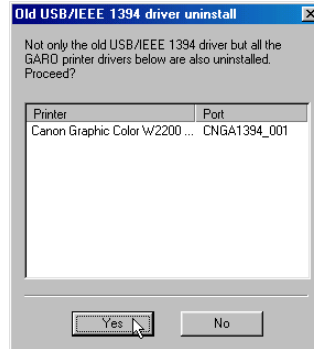 Old USB/IEEE 1394 driver uninstall
Not only the old USB/IEEE 1394 driver but all the
GARO printer drivers below are also uninstalled.
Proceed?
Printer Port
Canon Graphic Color W2200 ... CNGA1394_001
Yes No